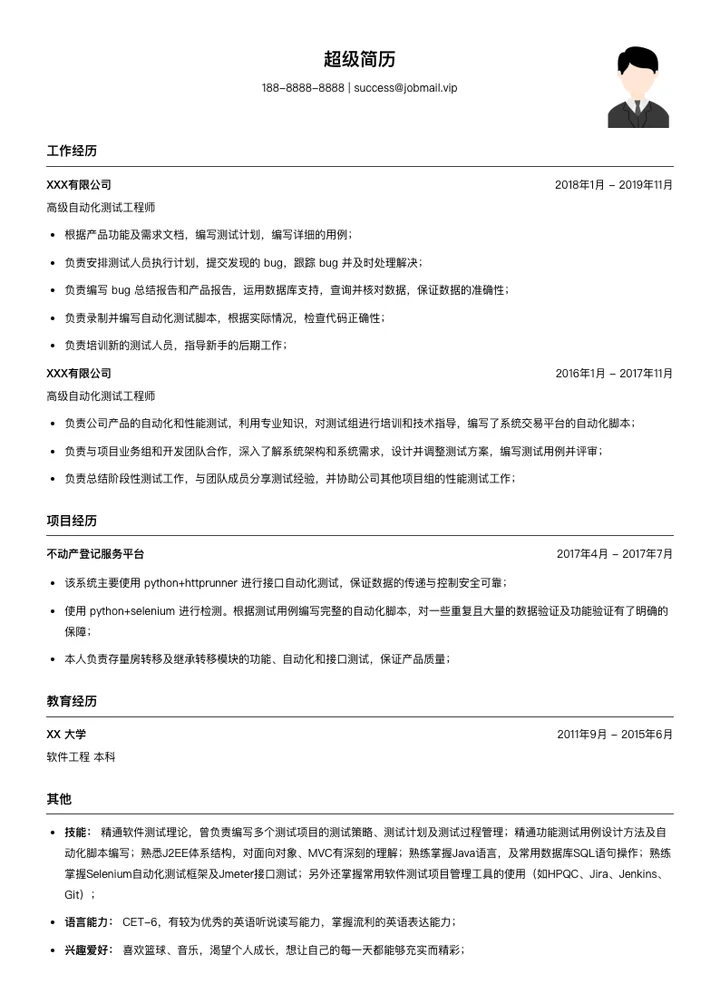 超级简历
188-8888-8888 | success@jobmail.vip
工作经历
XXX有限公司 2018年1月 - 2019年11月
高级自动化测试工程师
• 根据产品功能及需求文档，编写测试计划，编写详细的用例；
• 负责安排测试人员执行计划，提交发现的 bug，跟踪 bug 并及时处理解决；
• 负责编写 bug 总结报告和产品报告，运用数据库支持，查询并核对数据，保证数据的准确性；
• 负责录制并编写自动化测试脚本，根据实际情况，检查代码正确性；
• 负责培训新的测试人员，指导新手的后期工作；
XXX有限公司 2016年1月 - 2017年11月
高级自动化测试工程师
• 负责公司产品的自动化和性能测试，利用专业知识，对测试组进行培训和技术指导，编写了系统交易平台的自动化脚本；
• 负责与项目业务组和开发团队合作，深入了解系统架构和系统需求，设计并调整测试方案，编写测试用例并评审；
• 负责总结阶段性测试工作，与团队成员分享测试经验，并协助公司其他项目组的性能测试工作；
项目经历
不动产登记服务平台 2017年4月 - 2017年7月
• 该系统主要使用 python+httprunner 进行接口自动化测试，保证数据的传递与控制安全可靠；
• 使用 python+selenium 进行检测。根据测试用例编写完整的自动化脚本，对一些重复且大量的数据验证及功能验证有了明确的
保障；
• 本人负责存量房转移及继承转移模块的功能、自动化和接口测试，保证产品质量；
教育经历
XX 大学 2011年9月 - 2015年6月
软件工程 本科
其他
• 技能： 精通软件测试理论，曾负责编写多个测试项目的测试策略、测试计划及测试过程管理；精通功能测试用例设计方法及自
动化脚本编写；熟悉J2EE体系结构，对面向对象、MVC有深刻的理解；熟练掌握Java语言，及常用数据库SQL语句操作；熟练
掌握Selenium自动化测试框架及Jmeter接口测试；另外还掌握常用软件测试项目管理工具的使用（如HPQC、Jira、Jenkins、
Git）；
• 语言能力： CET-6，有较为优秀的英语听说读写能力，掌握流利的英语表达能力；
• 兴趣爱好： 喜欢篮球、音乐，渴望个人成长，想让自己的每一天都能够充实而精彩；